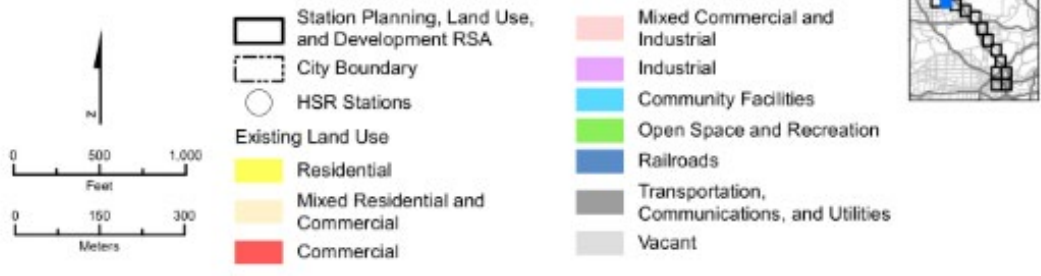 N
0 500 1,000
Feet
0 150 300
Meters
Station Planning, Land Use,
and Development RSA
City Boundary
HSR Stations
Existing Land Use
Residential
Mixed Residential and
Commercial
Commercial
Mixed Commercial and
Industrial
Industrial
Community Facilities
Open Space and Recreation
Railroads
Transportation,
Communications, and Utilities
Vacant